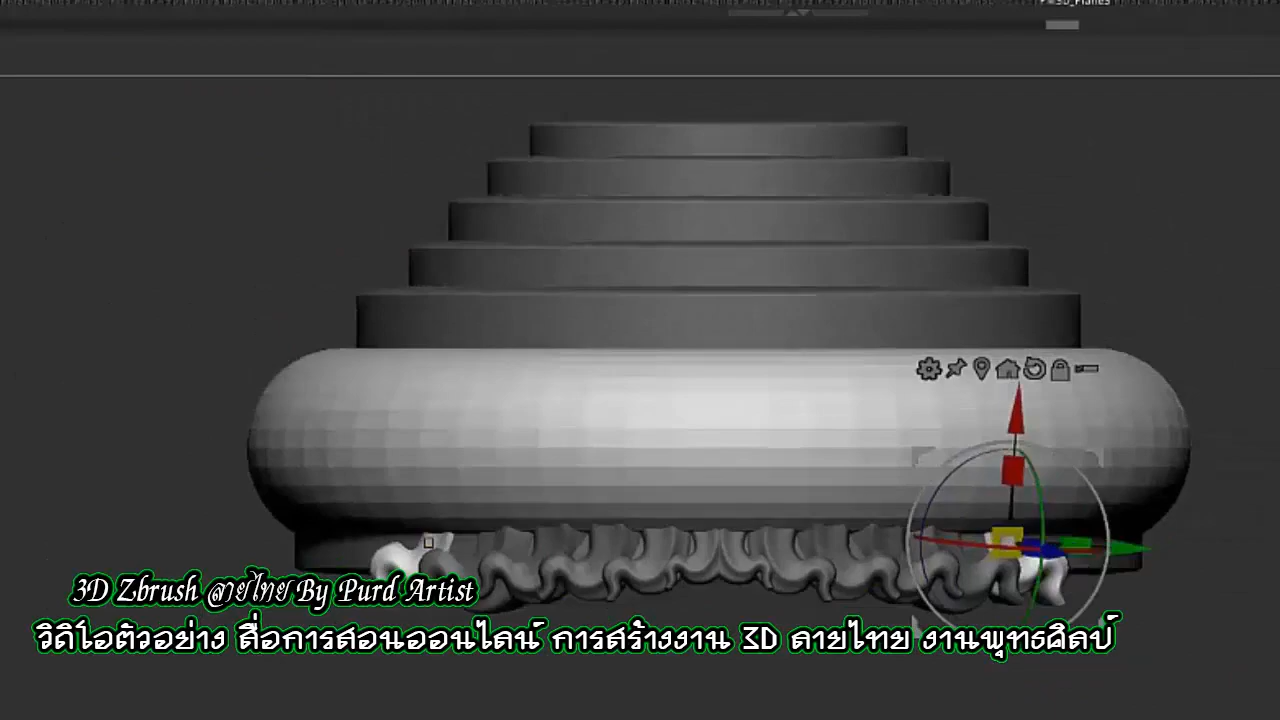 3D Zbrush ลายไทย By Purd Artist
วิดิโอตัวอย่าง สื่อการสอนออนไลน์ การสร้างงาน 3D ลายไทย งานพุทธศิลป์